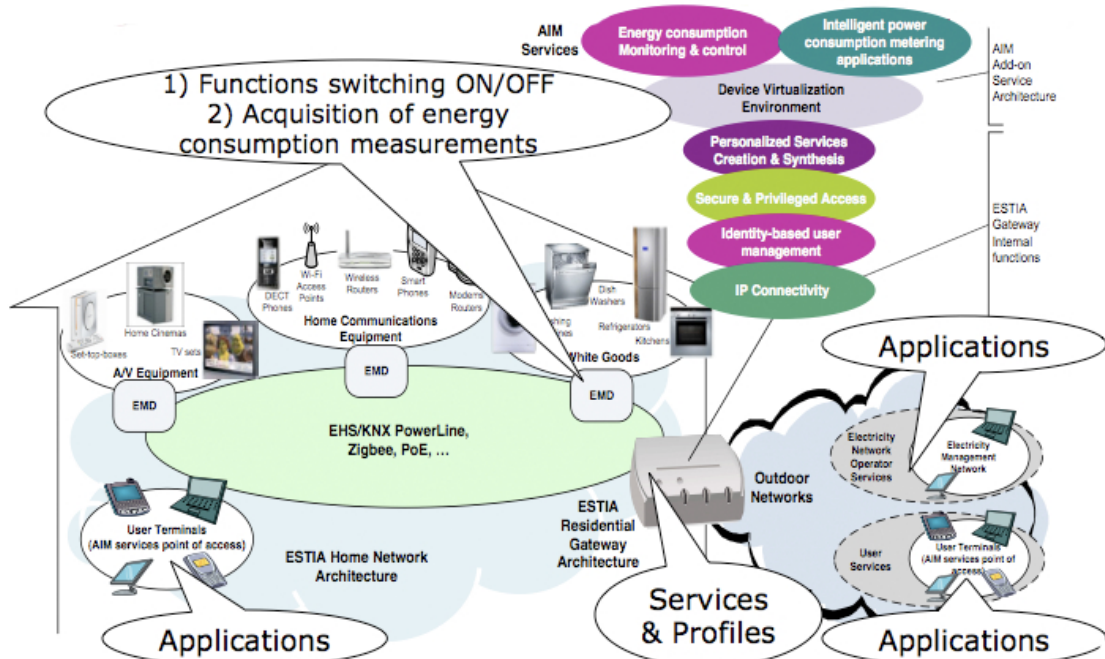 AIM
Services
Energy consumption
Monitoring & control
Intelligent power
consumption metering
applications
AIM
Add-on
Service
Architecture
Device Virtualization
Environment
1) Functions switching ON/OFF
2) Acquisition of energy
consumption measurements
Personalized Services
Creation & Synthesis
Secure & Privileged Access
Identity-based user
management
IP Connectivity
ESTIA
Gateway
Internal
functions
DECT
Phones
Wi-Fi
Access
Points
Wireless
Routers
Smart
Phones
Modems
Routers
Home Communications
Equipment
Set-top-boxes
Home Cinemas
TV sets
A/V Equipment
Dish
Washers
Refrigerators
Kitchens
White Goods
EMD
EMD
EMD
EHS/KNX PowerLine,
Zigbee, PoE, ...
User Terminals
(AIM services point of access)
ESTIA Home Network
Architecture
ESTIA
Residential
Gateway
Architecture
Outdoor
Networks
Applications
Electricity
Network
Operator
Services
Electricity
Management
Network
User
Services
User Terminals
(AIM services point of
access)
Applications
Services
& Profiles
Applications